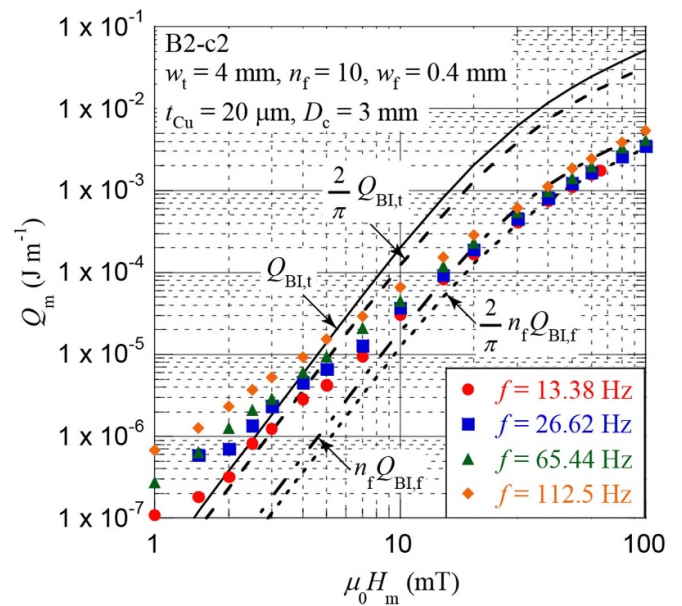 B2-c2
w_t = 4 mm, n_f = 10, w_f = 0.4 mm
t_Cu = 20 μm, D_c = 3 mm
1 x 10^-1
1 x 10^-2
1 x 10^-3
1 x 10^-4
1 x 10^-5
1 x 10^-6
1 x 10^-7
Q_m (J m^-1)
2/π Q_BI,t
Q_BI,t
2/π n_f Q_BI,f
n_f Q_BI,f
f = 13.38 Hz
f = 26.62 Hz
f = 65.44 Hz
f = 112.5 Hz
1
10
100
μ_0 H_m (mT)